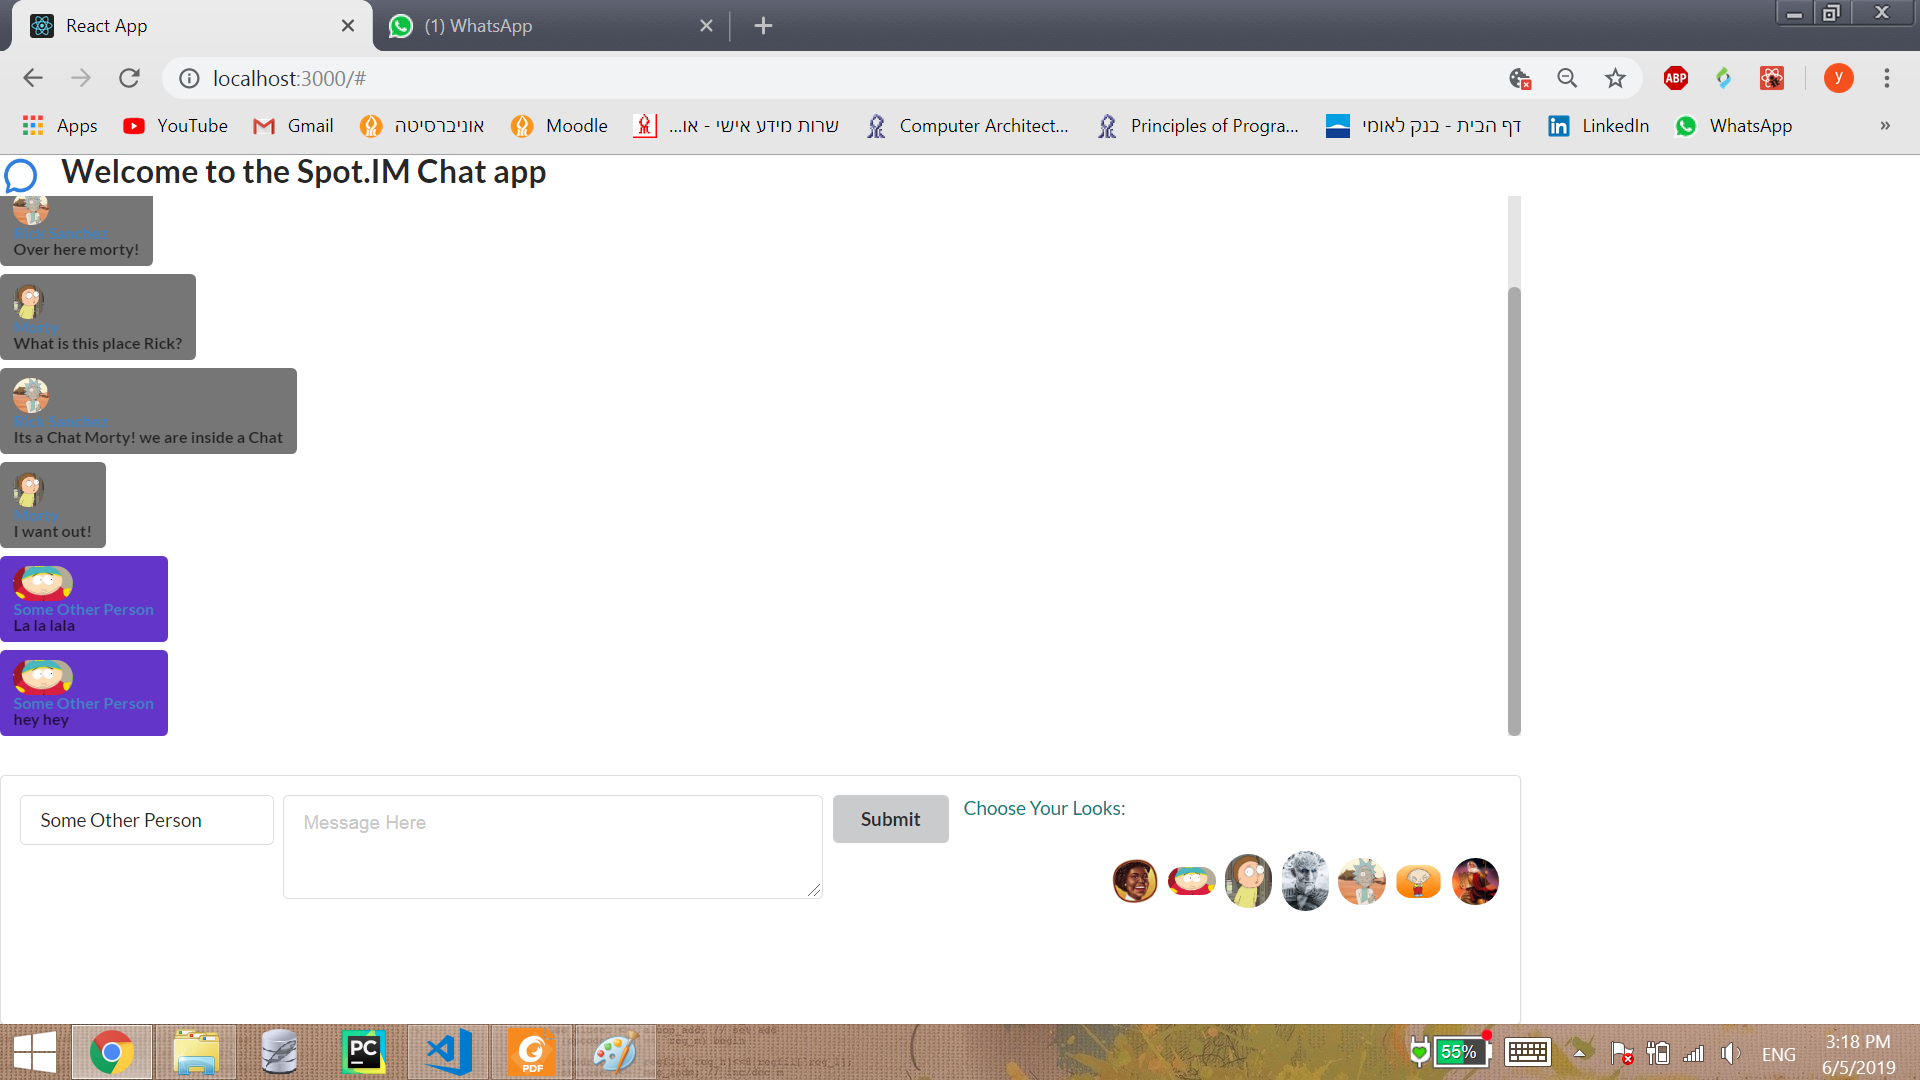 React App
(1) WhatsApp
localhost:3000/#
ABP
y
Apps
YouTube
Gmail
אוניברסיטה
Moodle
שרות מידע אישי - או...
Computer Architect...
Principles of Progra...
דף הבית - בנק לאומי
LinkedIn
WhatsApp
»
Welcome to the Spot.IM Chat app
Rick Sanchez
Over here morty!
Morty
What is this place Rick?
Rick Sanchez
Its a Chat Morty! we are inside a Chat
Morty
I want out!
Some Other Person
La la lala
Some Other Person
hey hey
Some Other Person
Message Here
Submit
Choose Your Looks:
PC
PDF
55%
ENG
3:18 PM
6/5/2019